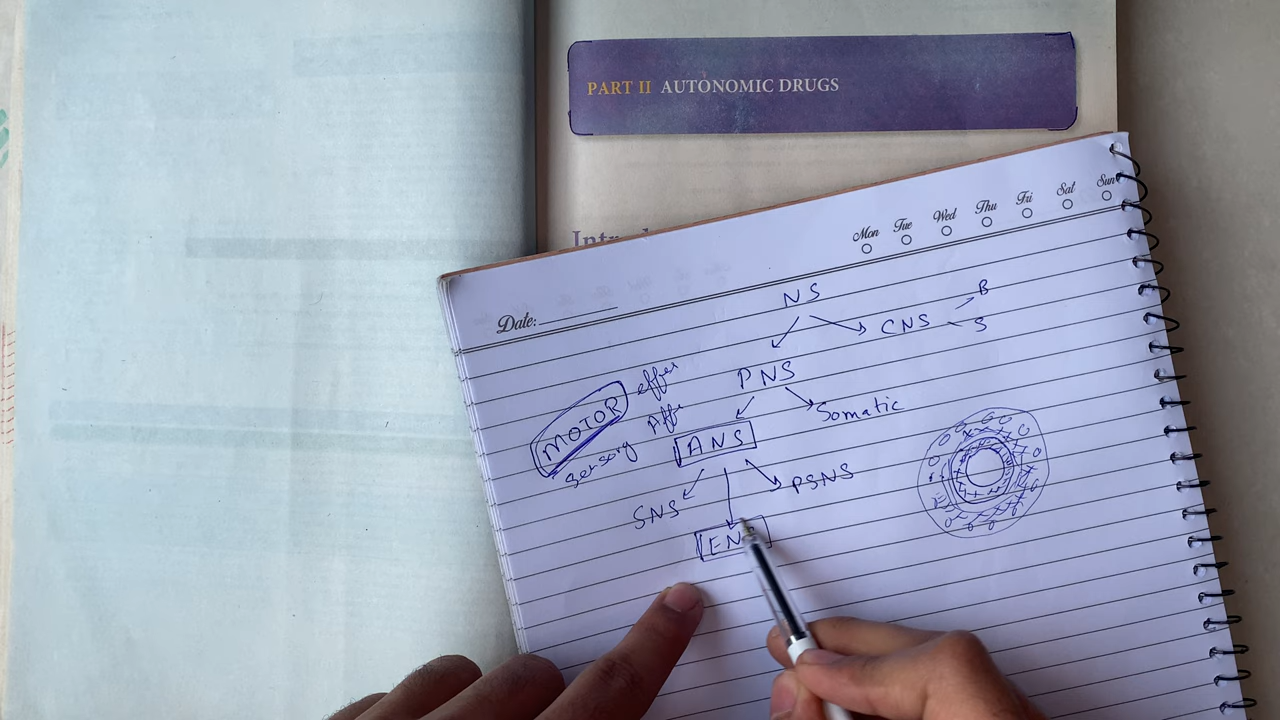 PART II AUTONOMIC DRUGS
Mon Tue Wed Thu Fri Sat Sun
Date:
NS
B
CNS
S
PNS
Somatic
effer
MOTOR
Affe
sensory
ANS
PSNS
SNS